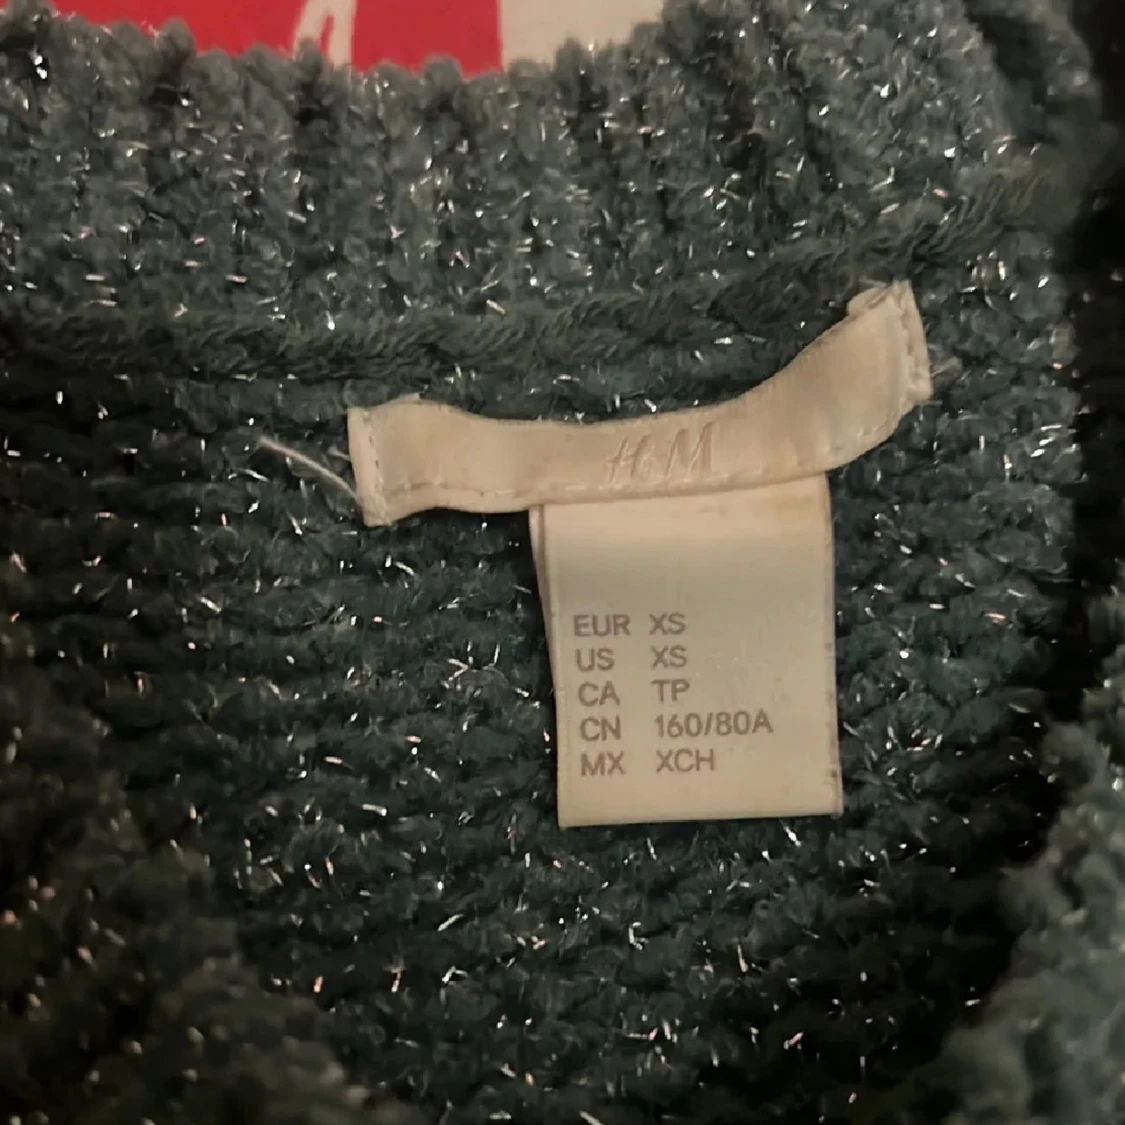 H&M
EUR XS
US XS
CA TP
CN 160/80A
MX XCH